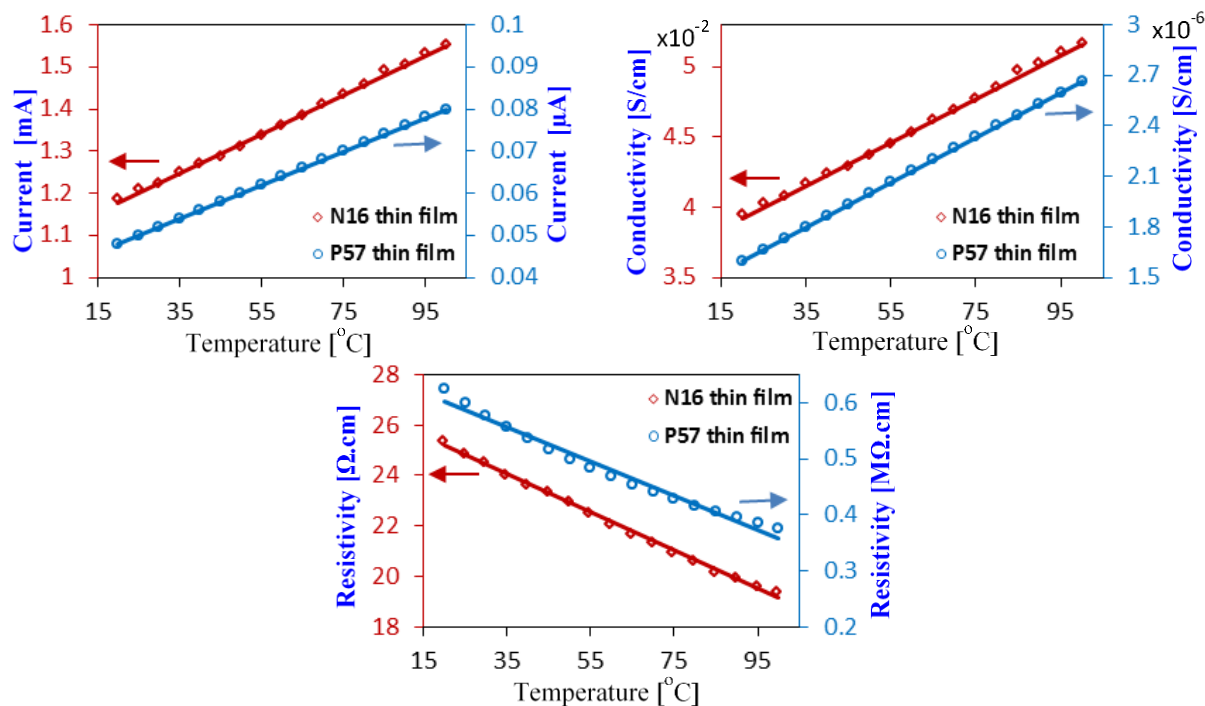 Current [mA]
1.6
1.5
1.4
1.3
1.2
1.1
1
N16 thin film
P57 thin film
0.1
0.10
0.09
0.08
0.07
0.06
0.05
0.04
Current [µA]
15 35 55 75 95
Temperature [°C]
x10-2
Conductivity [S/cm]
5
4.5
4
3.5
N16 thin film
P57 thin film
x10-6
3
2.7
2.4
2.1
1.8
1.5
Conductivity [S/cm]
15 35 55 75 95
Temperature [°C]
Resistivity [Ω.cm]
28
26
24
22
20
18
N16 thin film
P57 thin film
0.6
0.5
0.4
0.3
0.2
Resistivity [MΩ.cm]
15 35 55 75 95
Temperature [°C]